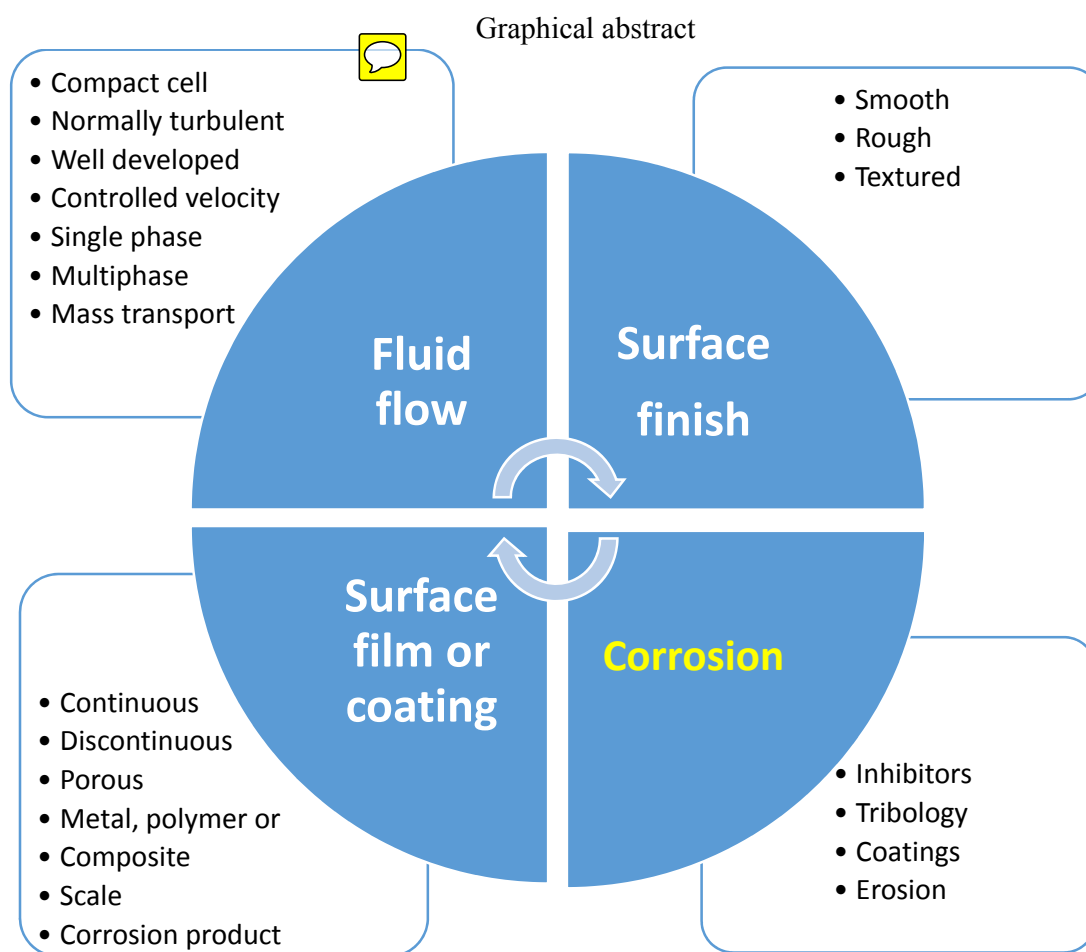 Graphical abstract
• Compact cell
• Normally turbulent
• Well developed
• Controlled velocity
• Single phase
• Multiphase
• Mass transport
• Smooth
• Rough
• Textured
Fluid
flow
Surface
finish
Surface
film or
coating
Corrosion
• Continuous
• Discontinuous
• Porous
• Metal, polymer or
• Composite
• Scale
• Corrosion product
• Inhibitors
• Tribology
• Coatings
• Erosion